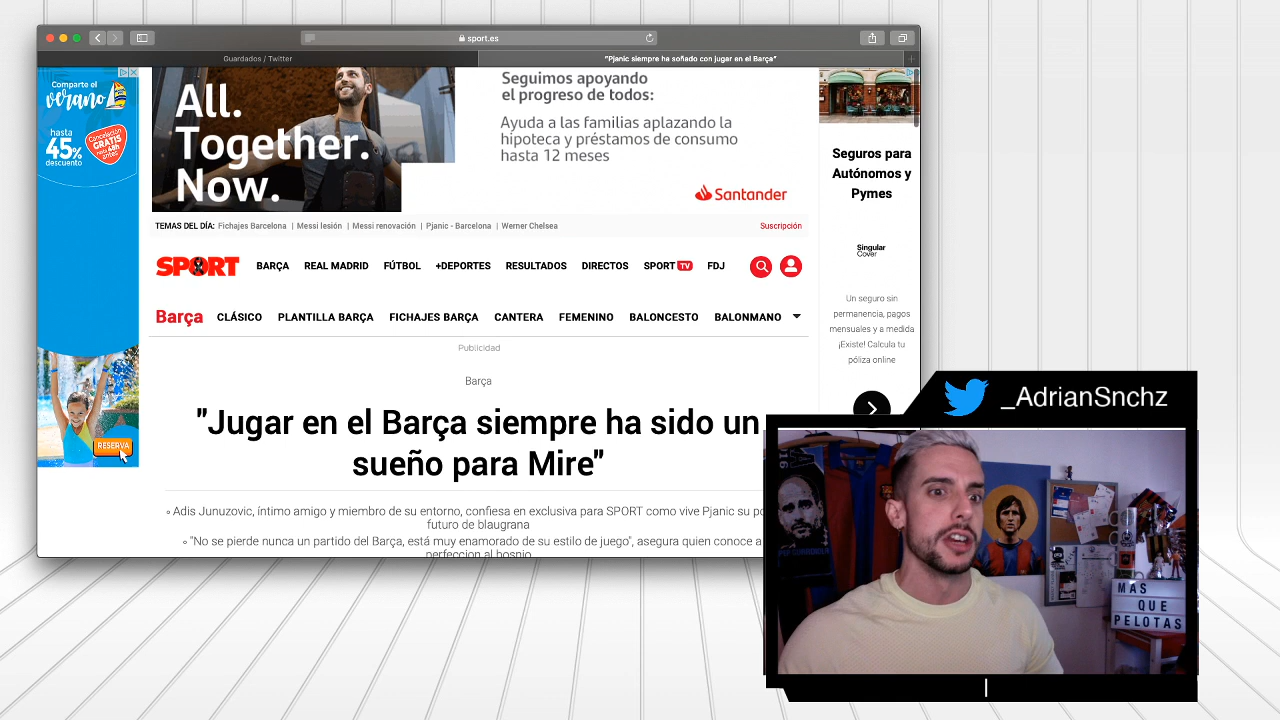 sport.es
Guardados / Twitter
"Pjanic siempre ha soñado con jugar en el Barça"
Comparte el
verano
hasta
45%
descuento
Cancelación
GRATIS
hasta 48h
antes
RESERVA
All.
Together.
Now.
Seguimos apoyando
el progreso de todos:
Ayuda a las familias aplazando la
hipoteca y préstamos de consumo
hasta 12 meses
Santander
Seguros para
Autónomos y
Pymes
Singular
Cover
Un seguro sin
permanencia, pagos
mensuales y a medida
¡Existe! Calcula tu
póliza online
TEMAS DEL DÍA: Fichajes Barcelona | Messi lesión | Messi renovación | Pjanic - Barcelona | Werner Chelsea
Suscripción
SPORT BARÇA REAL MADRID FÚTBOL +DEPORTES RESULTADOS DIRECTOS SPORT TV FDJ
Barça CLÁSICO PLANTILLA BARÇA FICHAJES BARÇA CANTERA FEMENINO BALONCESTO BALONMANO
Publicidad
Barça
"Jugar en el Barça siempre ha sido un
sueño para Mire"
Adis Junuzovic, íntimo amigo y miembro de su entorno, confiesa en exclusiva para SPORT como vive Pjanic su
futuro de blaugrana
"No se pierde nunca un partido del Barça, está muy enamorado de su estilo de juego", asegura quien conoce a
perfeccion al bosnio
_AdrianSnchz
MAS
QUE
PELOTAS